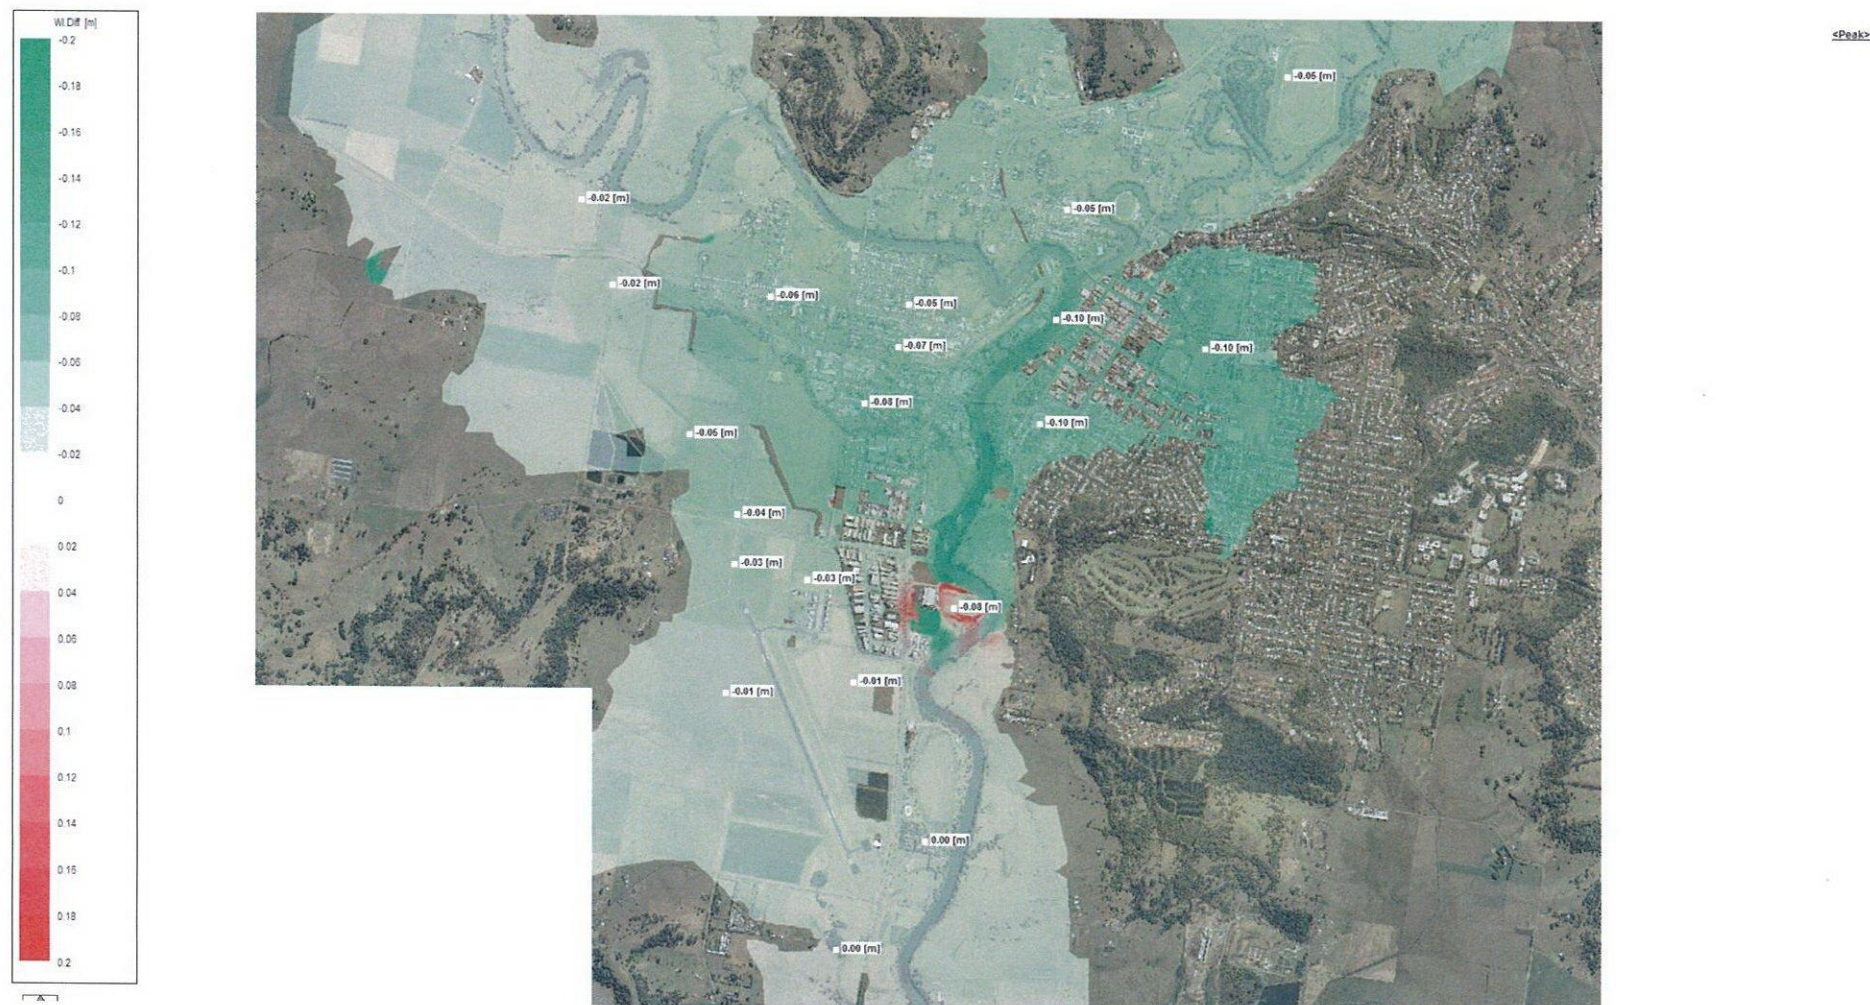 Wl.Diff [m]
-0.2
-0.18
-0.16
-0.14
-0.12
-0.1
-0.08
-0.06
-0.04
-0.02
0
0.02
0.04
0.06
0.08
0.1
0.12
0.14
0.16
0.18
0.2
<Peak>
-0.05 [m]
-0.02 [m]
-0.05 [m]
-0.02 [m]
-0.06 [m]
-0.05 [m]
-0.10 [m]
-0.07 [m]
-0.10 [m]
-0.08 [m]
-0.10 [m]
-0.05 [m]
-0.04 [m]
-0.03 [m]
-0.03 [m]
-0.08 [m]
-0.01 [m]
-0.01 [m]
0.00 [m]
0.00 [m]